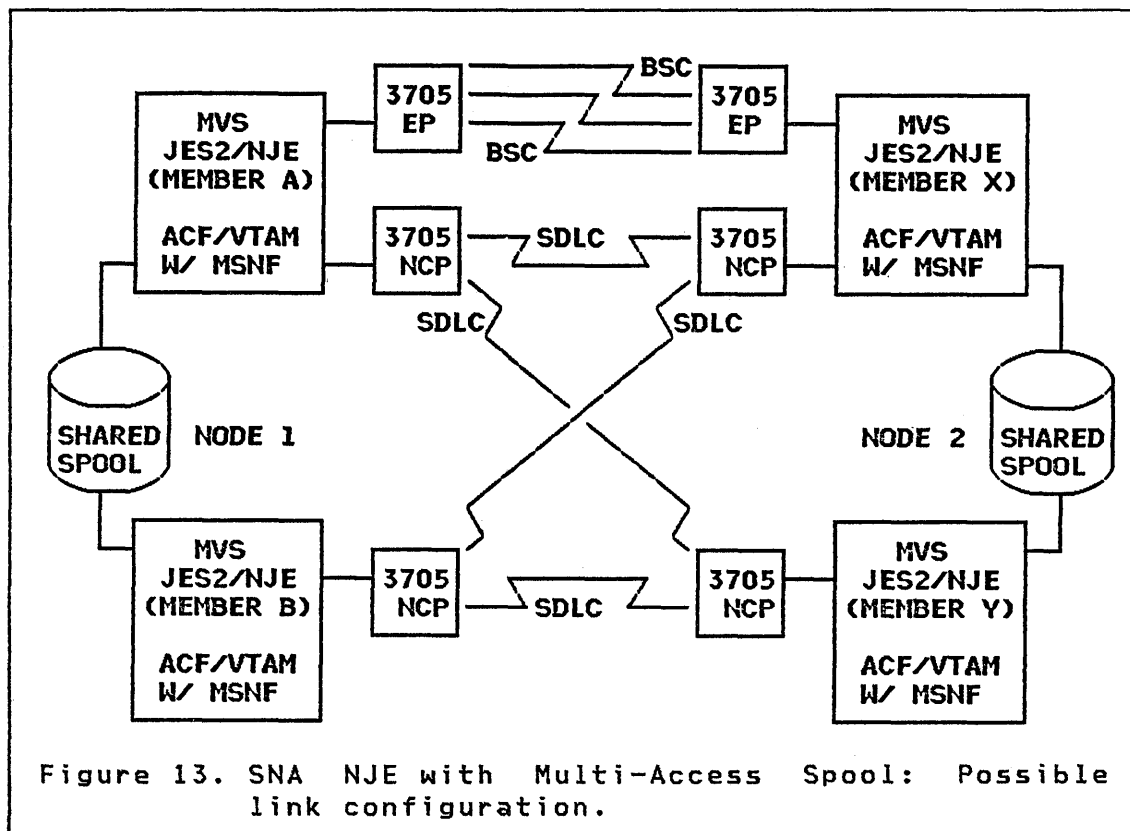 BSC
3705 EP
3705 EP
MVS
JES2/NJE
(MEMBER A)
ACF/VTAM
W/ MSNF
BSC
MVS
JES2/NJE
(MEMBER X)
ACF/VTAM
W/ MSNF
3705
NCP
SDLC
3705
NCP
SDLC
SDLC
SHARED
SPOOL
NODE 1
NODE 2
SHARED
SPOOL
MVS
JES2/NJE
(MEMBER B)
ACF/VTAM
W/ MSNF
3705
NCP
SDLC
3705
NCP
MVS
JES2/NJE
(MEMBER Y)
ACF/VTAM
W/ MSNF
Figure 13. SNA NJE with Multi-Access Spool: Possible
link configuration.